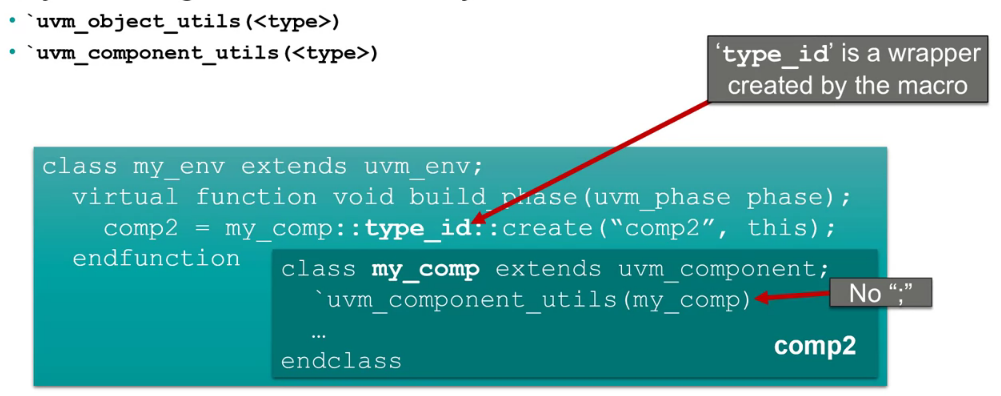 • `uvm_object_utils(<type>)
• `uvm_component_utils(<type>)
‘type_id’ is a wrapper
created by the macro
class my_env extends uvm_env;
virtual function void build_phase(uvm_phase phase);
comp2 = my_comp::type_id::create(“comp2”, this);
endfunction
class my_comp extends uvm_component;
`uvm_component_utils(my_comp)
No “;”
…
endclass
comp2